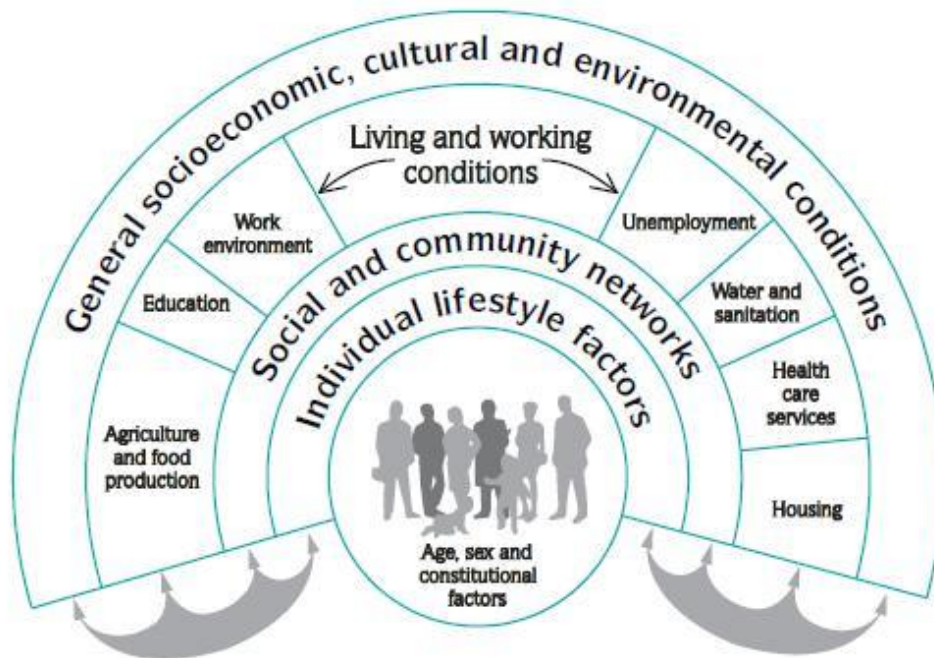 General socioeconomic, cultural and environmental conditions
Living and working
conditions
Work
environment
Unemployment
Education
Water and
sanitation
Agriculture
and food
production
Health
care
services
Housing
Social and community networks
Individual lifestyle factors
Age, sex and
constitutional
factors